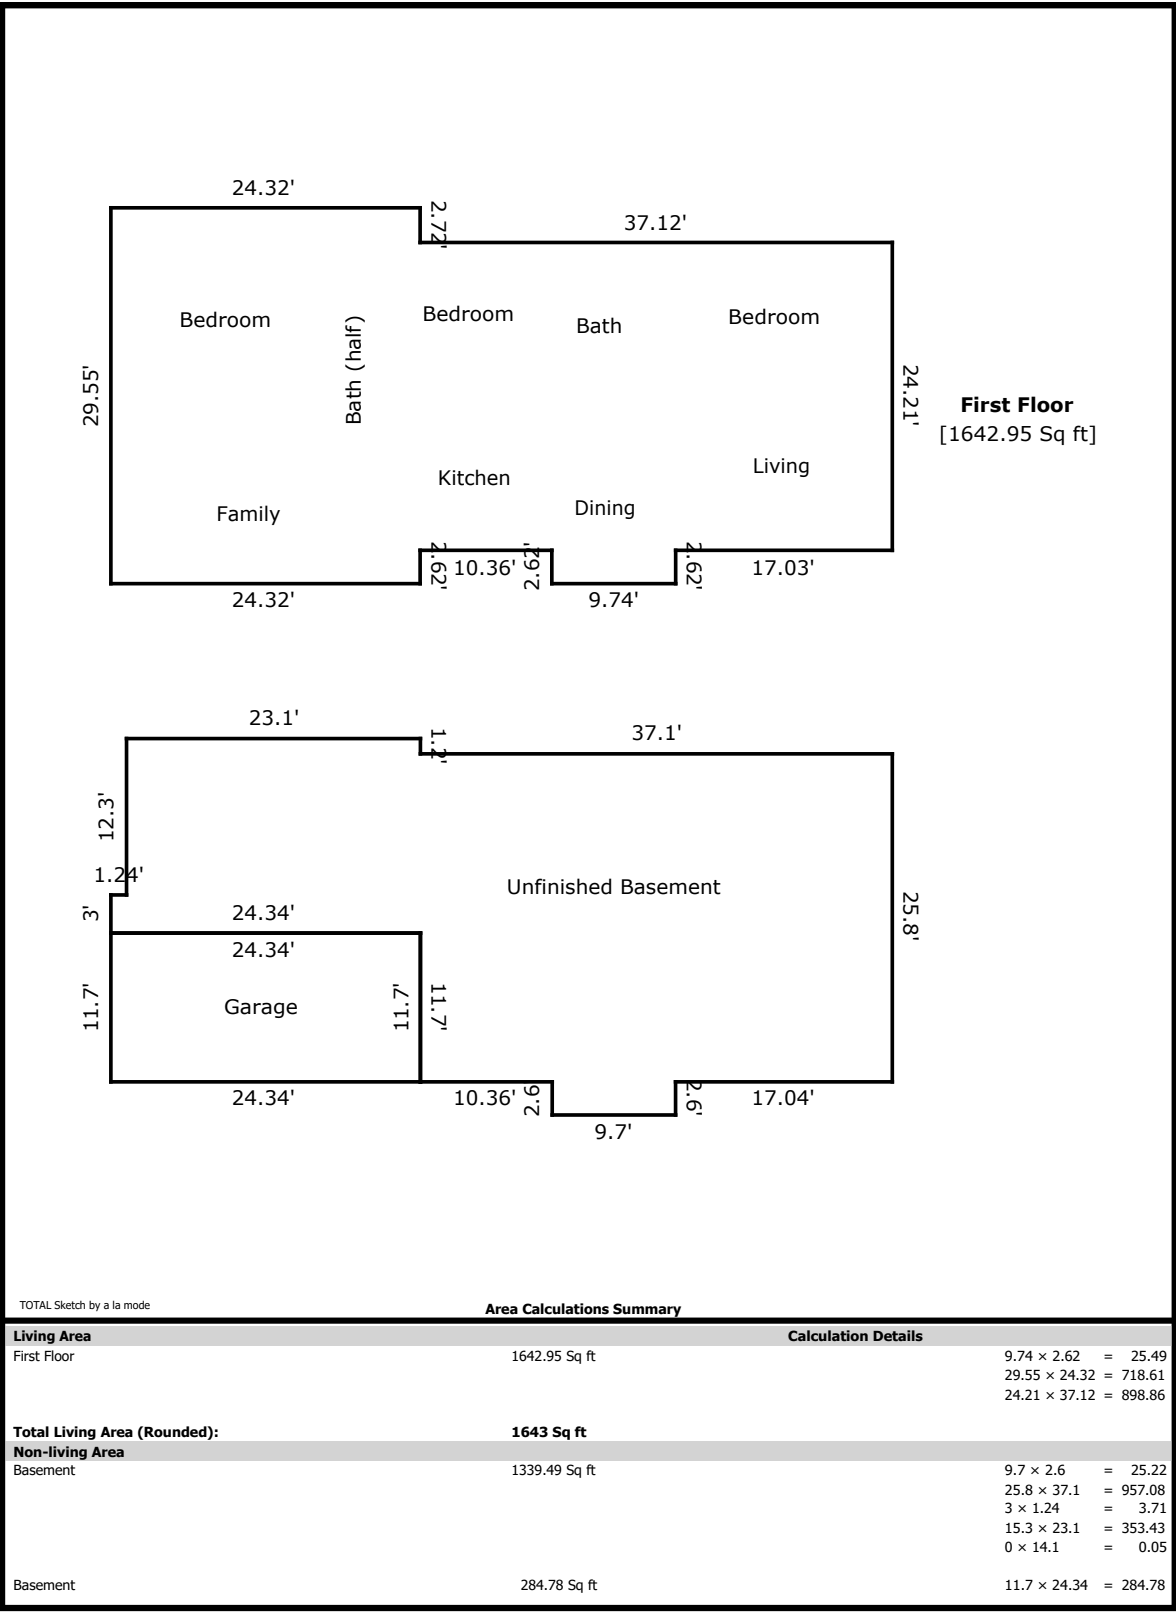 24.32'
2.72'
37.12'
Bedroom
Bath (half)
Bedroom
Bath
Bedroom
29.55'
24.21'
First Floor
[1642.95 Sq ft]
Family
Kitchen
Dining
Living
24.32'
2.62'
10.36'
2.62'
9.74'
2.62'
17.03'
23.1'
1.2'
37.1'
12.3'
1.24'
3'
24.34'
24.34'
Unfinished Basement
25.8'
11.7'
Garage
11.7'
11.7'
24.34'
10.36'
2.6
9.7'
2.6'
17.04'
TOTAL Sketch by a la mode
Area Calculations Summary
Living Area Calculation Details
First Floor 1642.95 Sq ft 9.74 × 2.62 = 25.49
29.55 × 24.32 = 718.61
24.21 × 37.12 = 898.86
Total Living Area (Rounded): 1643 Sq ft
Non-living Area
Basement 1339.49 Sq ft 9.7 × 2.6 = 25.22
25.8 × 37.1 = 957.08
3 × 1.24 = 3.71
15.3 × 23.1 = 353.43
0 × 14.1 = 0.05
Basement 284.78 Sq ft 11.7 × 24.34 = 284.78